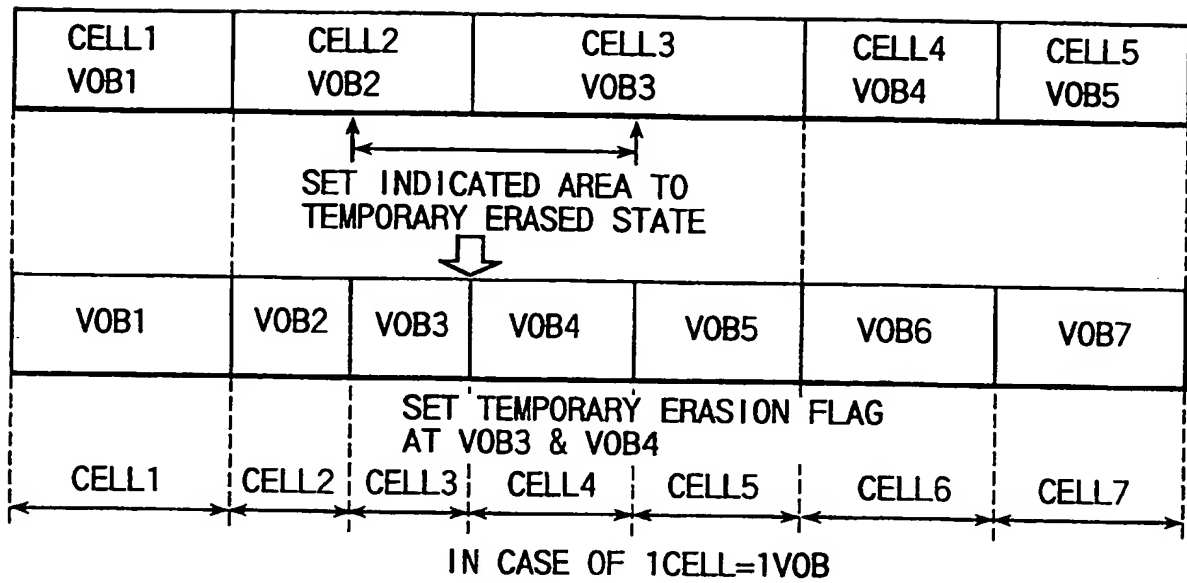 CELL1 CELL2 CELL3 CELL4 CELL5
VOB1 VOB2 VOB3 VOB4 VOB5
SET INDICATED AREA TO
TEMPORARY ERASED STATE
VOB1 VOB2 VOB3 VOB4 VOB5 VOB6 VOB7
SET TEMPORARY ERASION FLAG
AT VOB3 & VOB4
CELL1 CELL2 CELL3 CELL4 CELL5 CELL6 CELL7
IN CASE OF 1CELL=1VOB